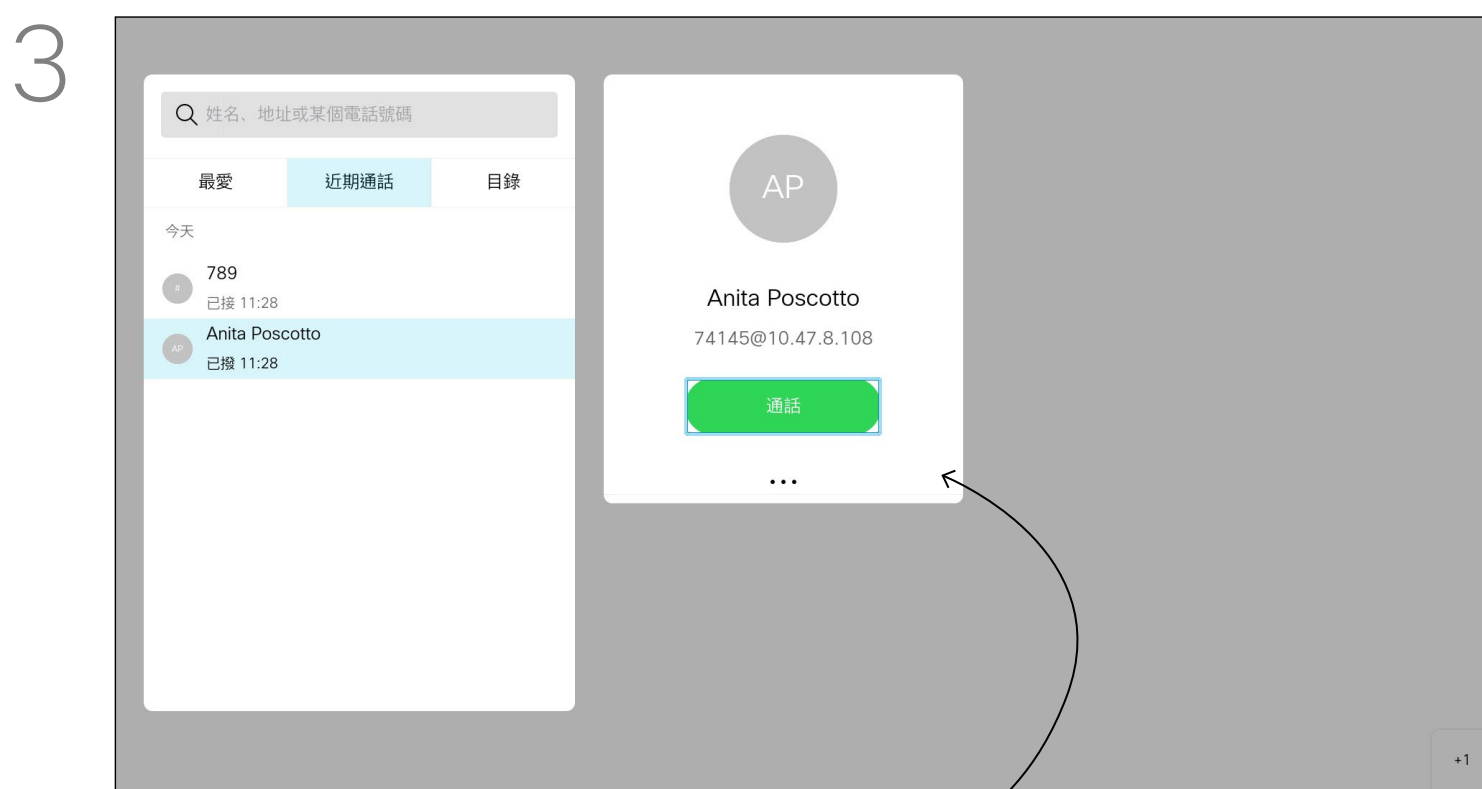 3
姓名、地址或某個電話號碼
最愛
近期通話
目錄
今天
#
789
已接 11:28
AP
Anita Poscotto
已撥 11:28
AP
Anita Poscotto
74145@10.47.8.108
通話
+1